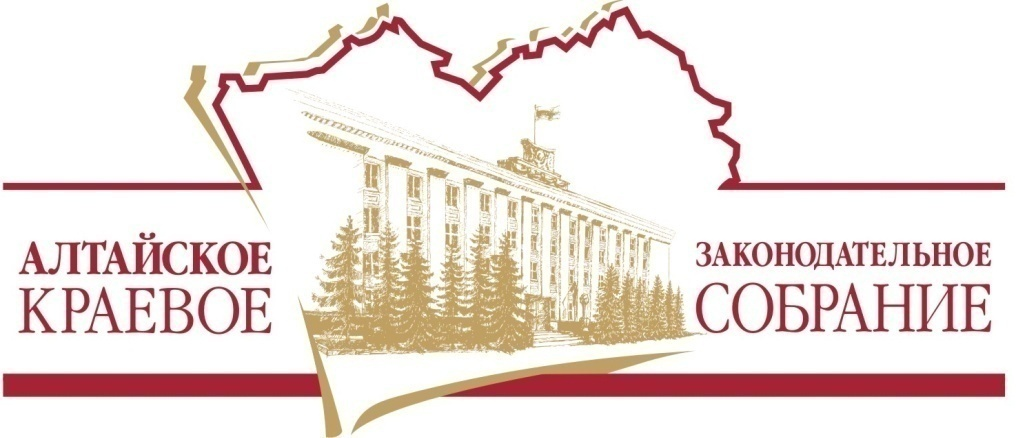 АЛТАЙСКОЕ
КРАЕВОЕ
ЗАКОНОДАТЕЛЬНОЕ
СОБРАНИЕ